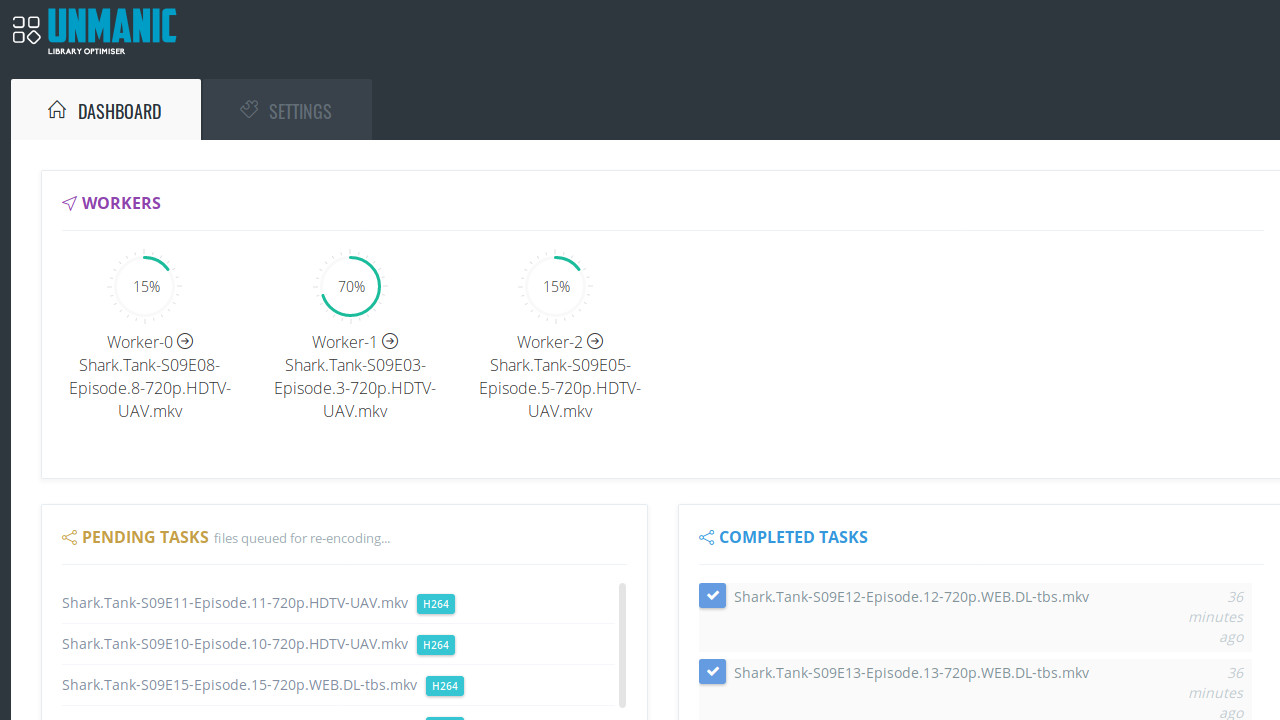 UNMANIC
LIBRARY OPTIMISER
DASHBOARD
SETTINGS
WORKERS
15%
Worker-0
Shark.Tank-S09E08-
Episode.8-720p.HDTV-
UAV.mkv
70%
Worker-1
Shark.Tank-S09E03-
Episode.3-720p.HDTV-
UAV.mkv
15%
Worker-2
Shark.Tank-S09E05-
Episode.5-720p.HDTV-
UAV.mkv
PENDING TASKS files queued for re-encoding...
Shark.Tank-S09E11-Episode.11-720p.HDTV-UAV.mkv H264
Shark.Tank-S09E10-Episode.10-720p.HDTV-UAV.mkv H264
Shark.Tank-S09E15-Episode.15-720p.WEB.DL-tbs.mkv H264
COMPLETED TASKS
Shark.Tank-S09E12-Episode.12-720p.WEB.DL-tbs.mkv 36
minutes
ago
Shark.Tank-S09E13-Episode.13-720p.WEB.DL-tbs.mkv 36
minutes
ago